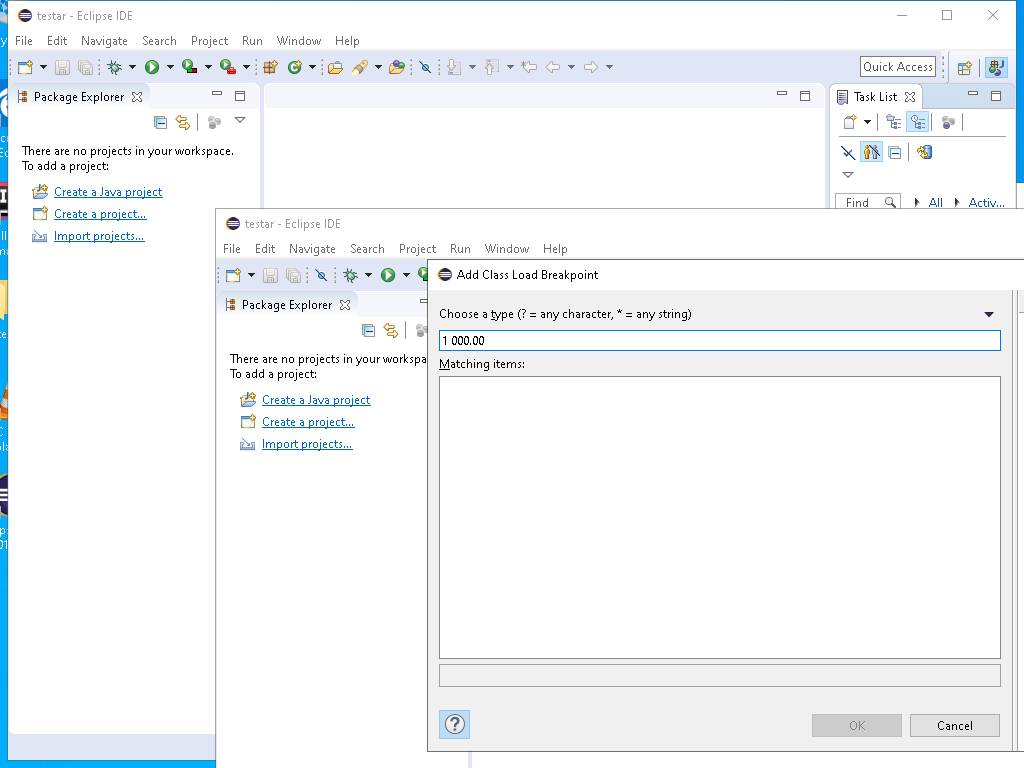 testar - Eclipse IDE
File Edit Navigate Search Project Run Window Help
Quick Access
Package Explorer
Task List
There are no projects in your workspace.
To add a project:
Create a Java project
Create a project...
Import projects...
Find All Activ...
testar - Eclipse IDE
File Edit Navigate Search Project Run Window Help
Package Explorer
There are no projects in your workspa
To add a project:
Create a Java project
Create a project...
Import projects...
Add Class Load Breakpoint
Choose a type (? = any character, * = any string)
1 000.00
Matching items:
OK Cancel